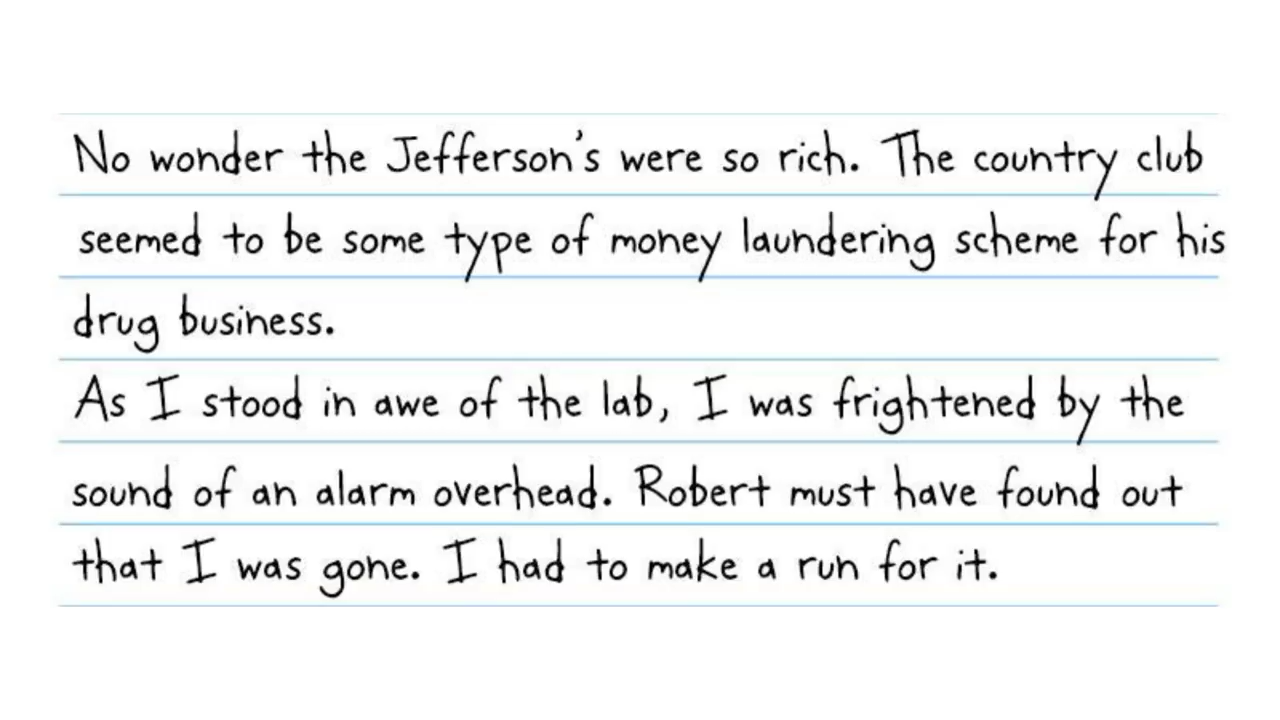 No wonder the Jefferson's were so rich. The country club
seemed to be some type of money laundering scheme for his
drug business.
As I stood in awe of the lab, I was frightened by the
sound of an alarm overhead. Robert must have found out
that I was gone. I had to make a run for it.